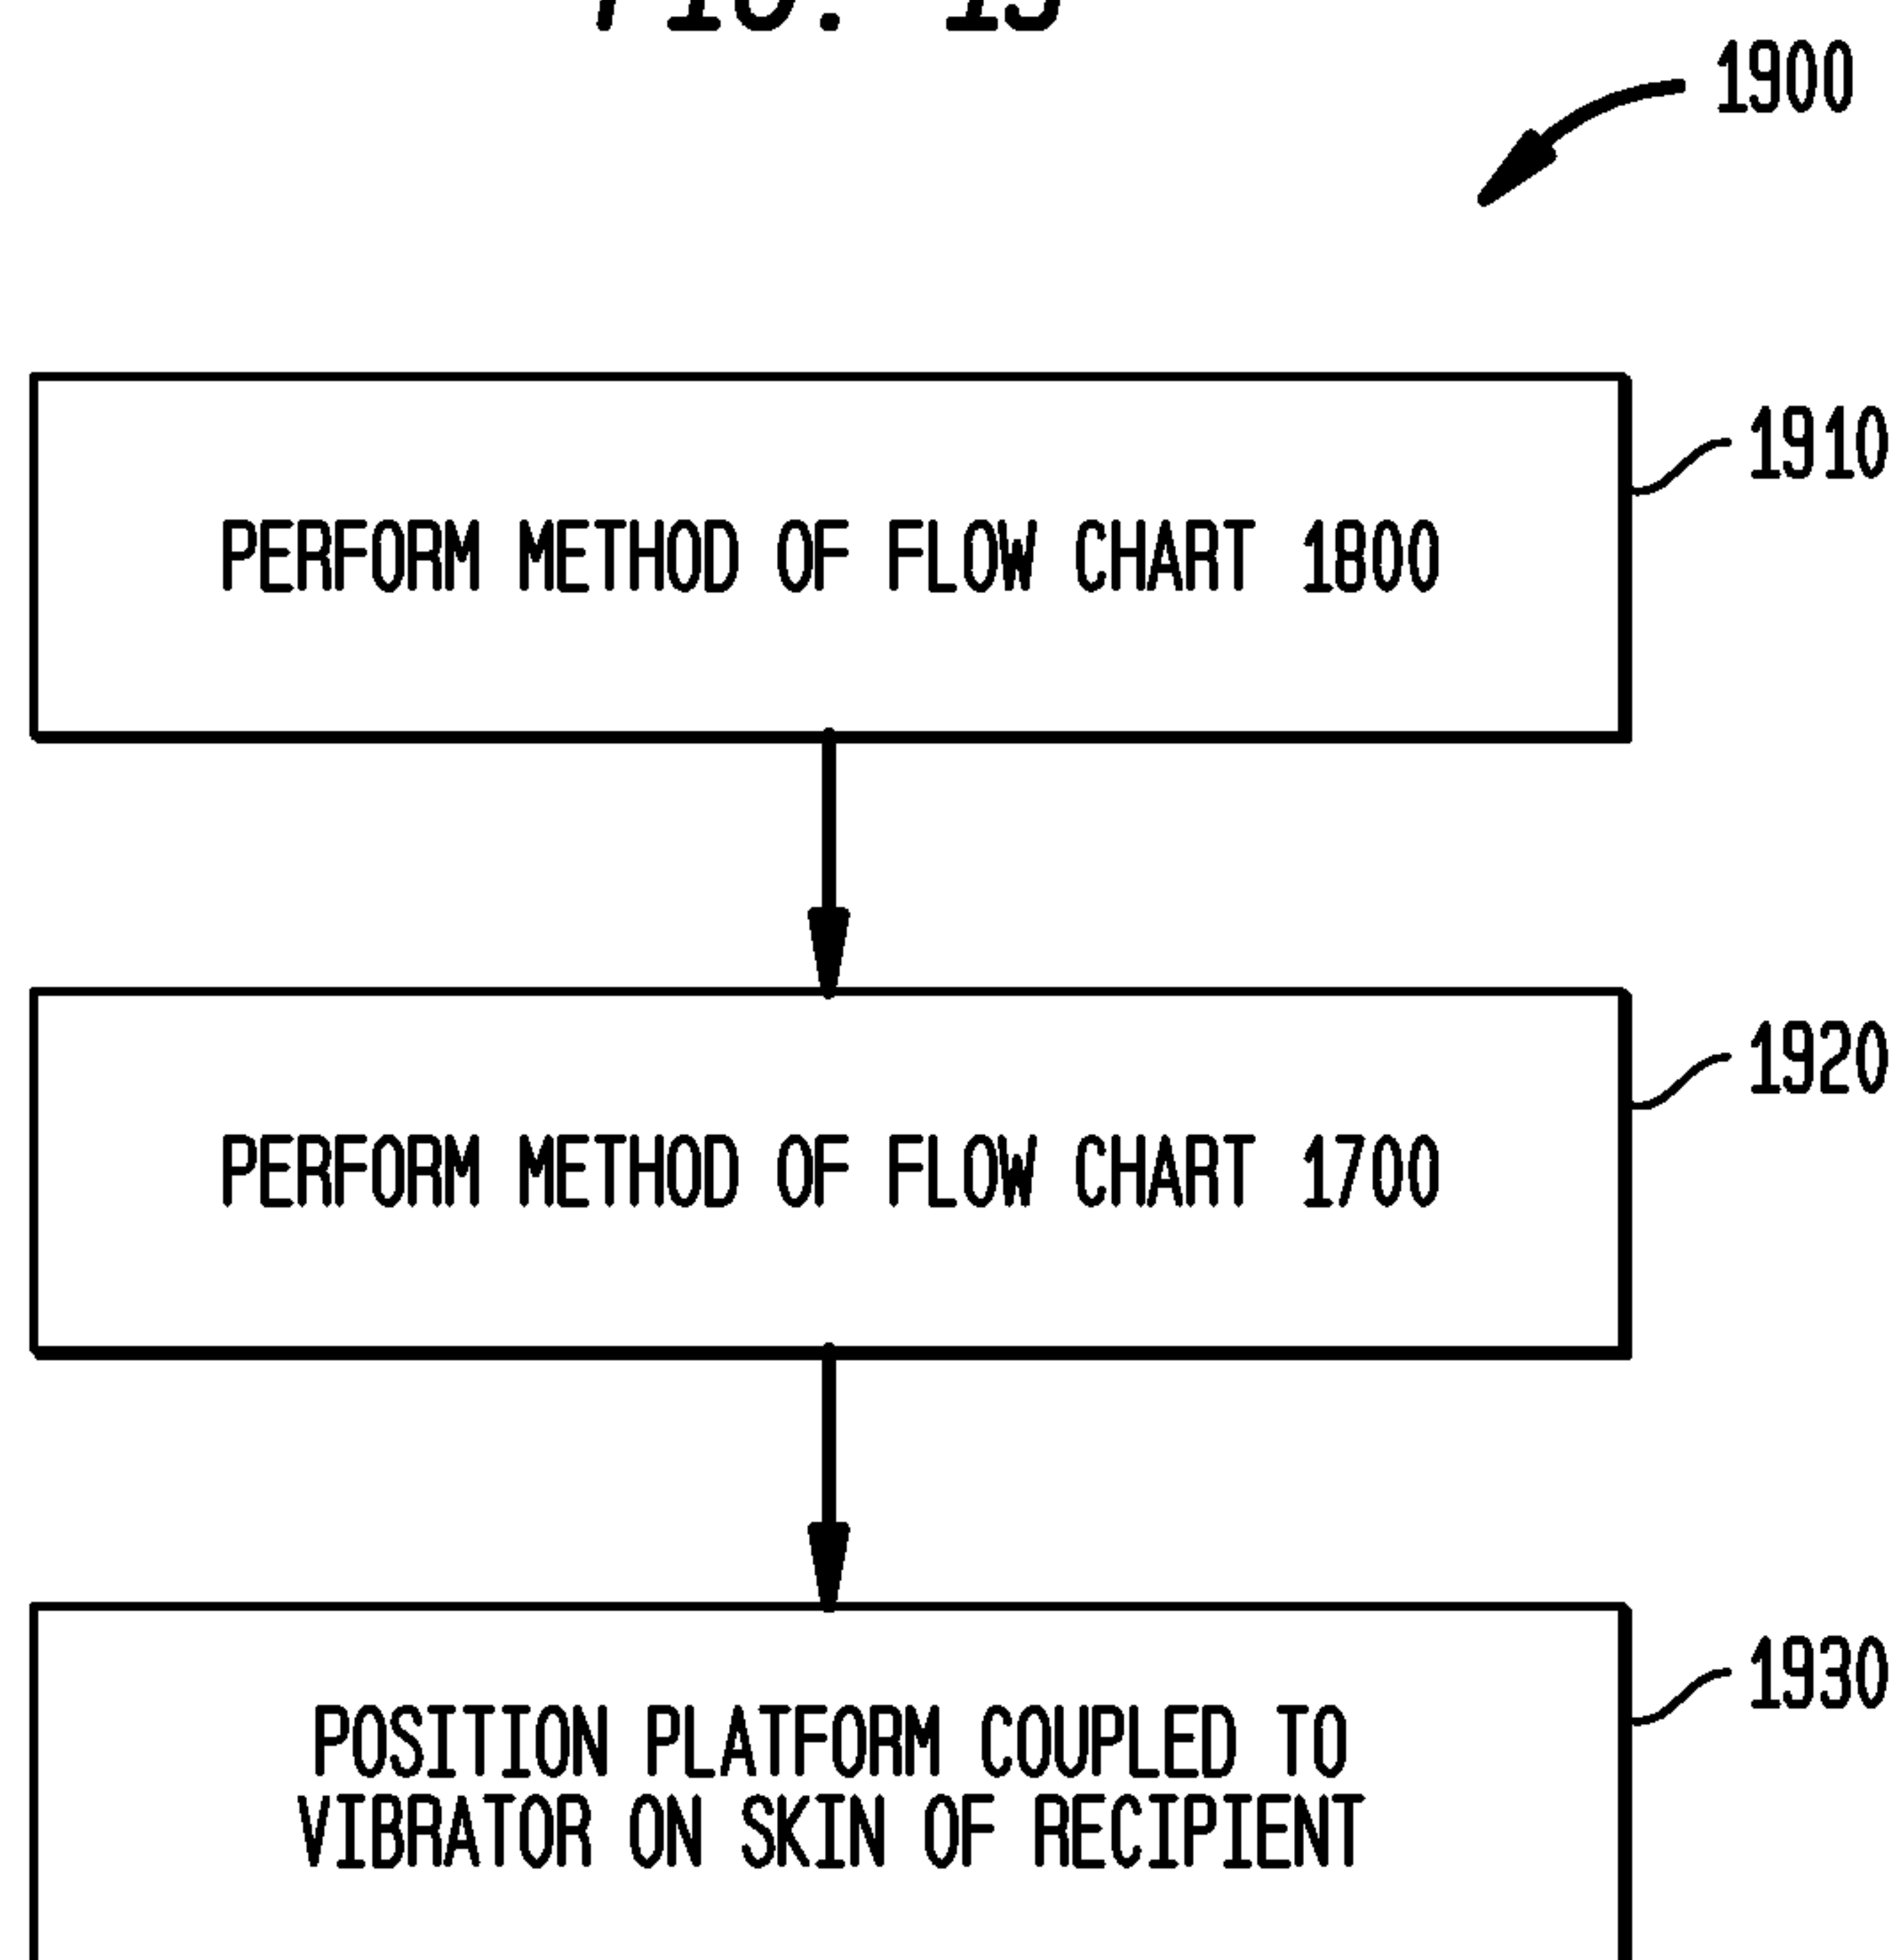 1900
1910
PERFORM METHOD OF FLOW CHART 1800
1920
PERFORM METHOD OF FLOW CHART 1700
1930
POSITION PLATFORM COUPLED TO
VIBRATOR ON SKIN OF RECIPIENT